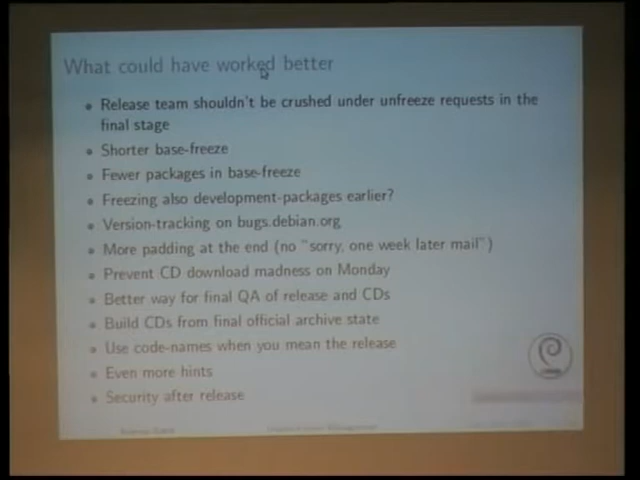 What could have worked better
Release team shouldn't be crushed under unfreeze requests in the
final stage
Shorter base-freeze
Fewer packages in base-freeze
Freezing also development-packages earlier?
Version-tracking on bugs.debian.org
More padding at the end (no "sorry, one week later mail")
Prevent CD download madness on Monday
Better way for final QA of release and CDs
Build CDs from final official archive state
Use code-names when you mean the release
Even more hints
Security after release